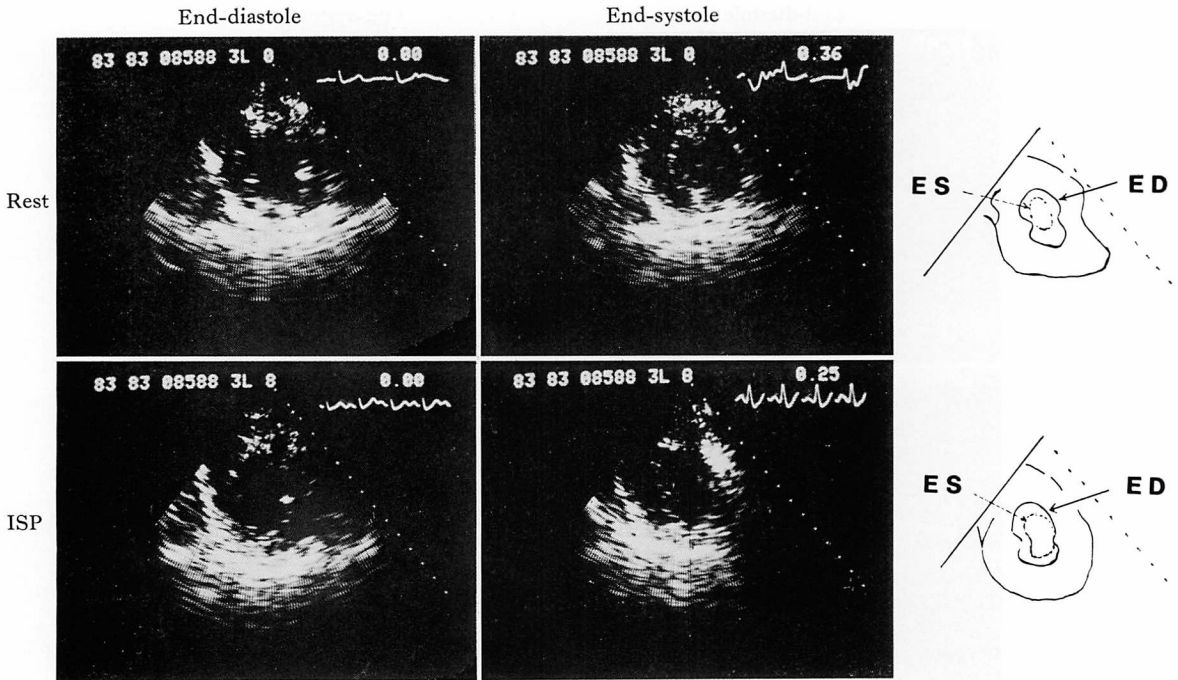 End-diastole End-systole
83 83 08588 3L 0 0.00
83 83 08588 3L 0 0.36
Rest
ES ED
83 83 08588 3L 8 0.00
83 83 08588 3L 8 0.25
ISP
ES ED